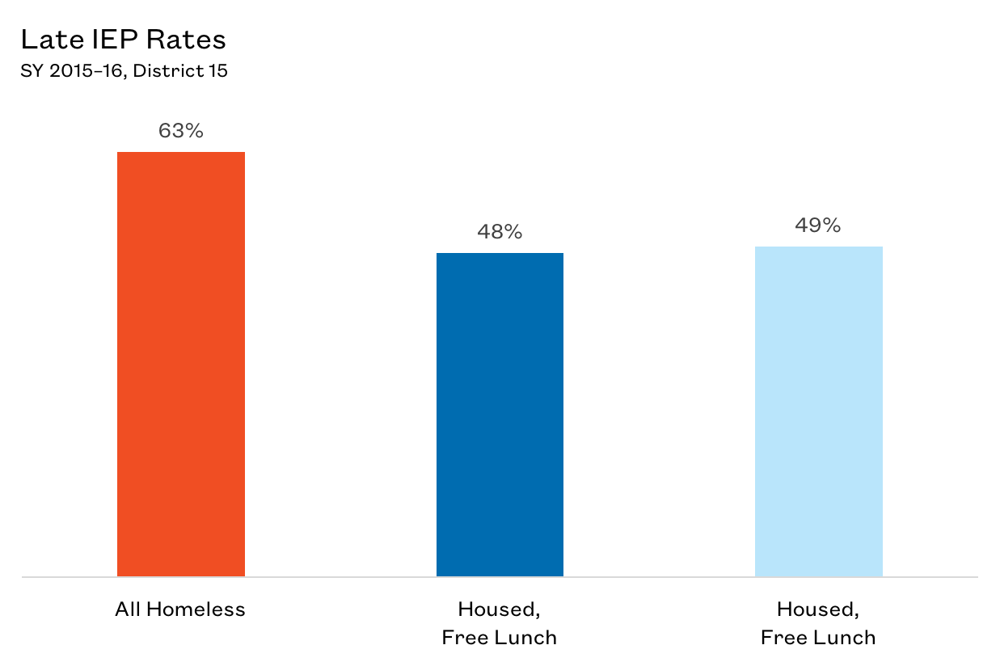 Late IEP Rates
SY 2015–16, District 15
63%
48%
49%
All Homeless
Housed,
Free Lunch
Housed,
Free Lunch